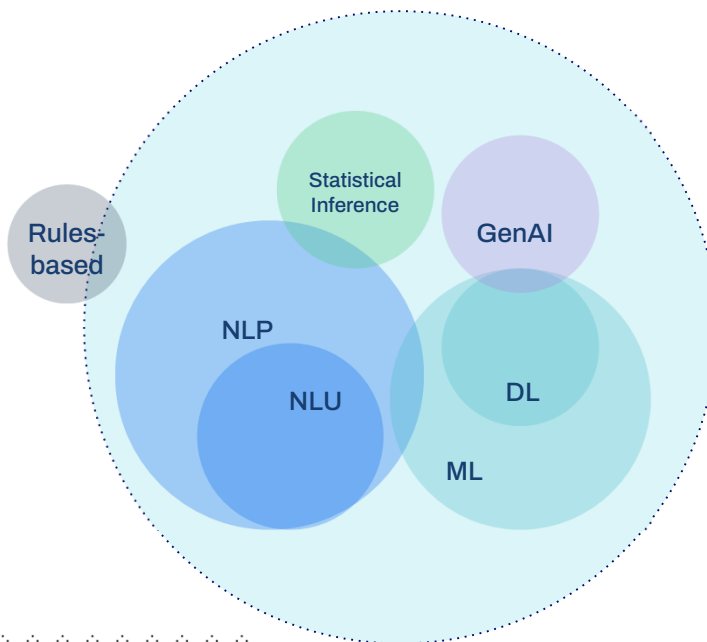 Statistical
Inference
GenAI
Rules-
based
NLP
NLU
DL
ML